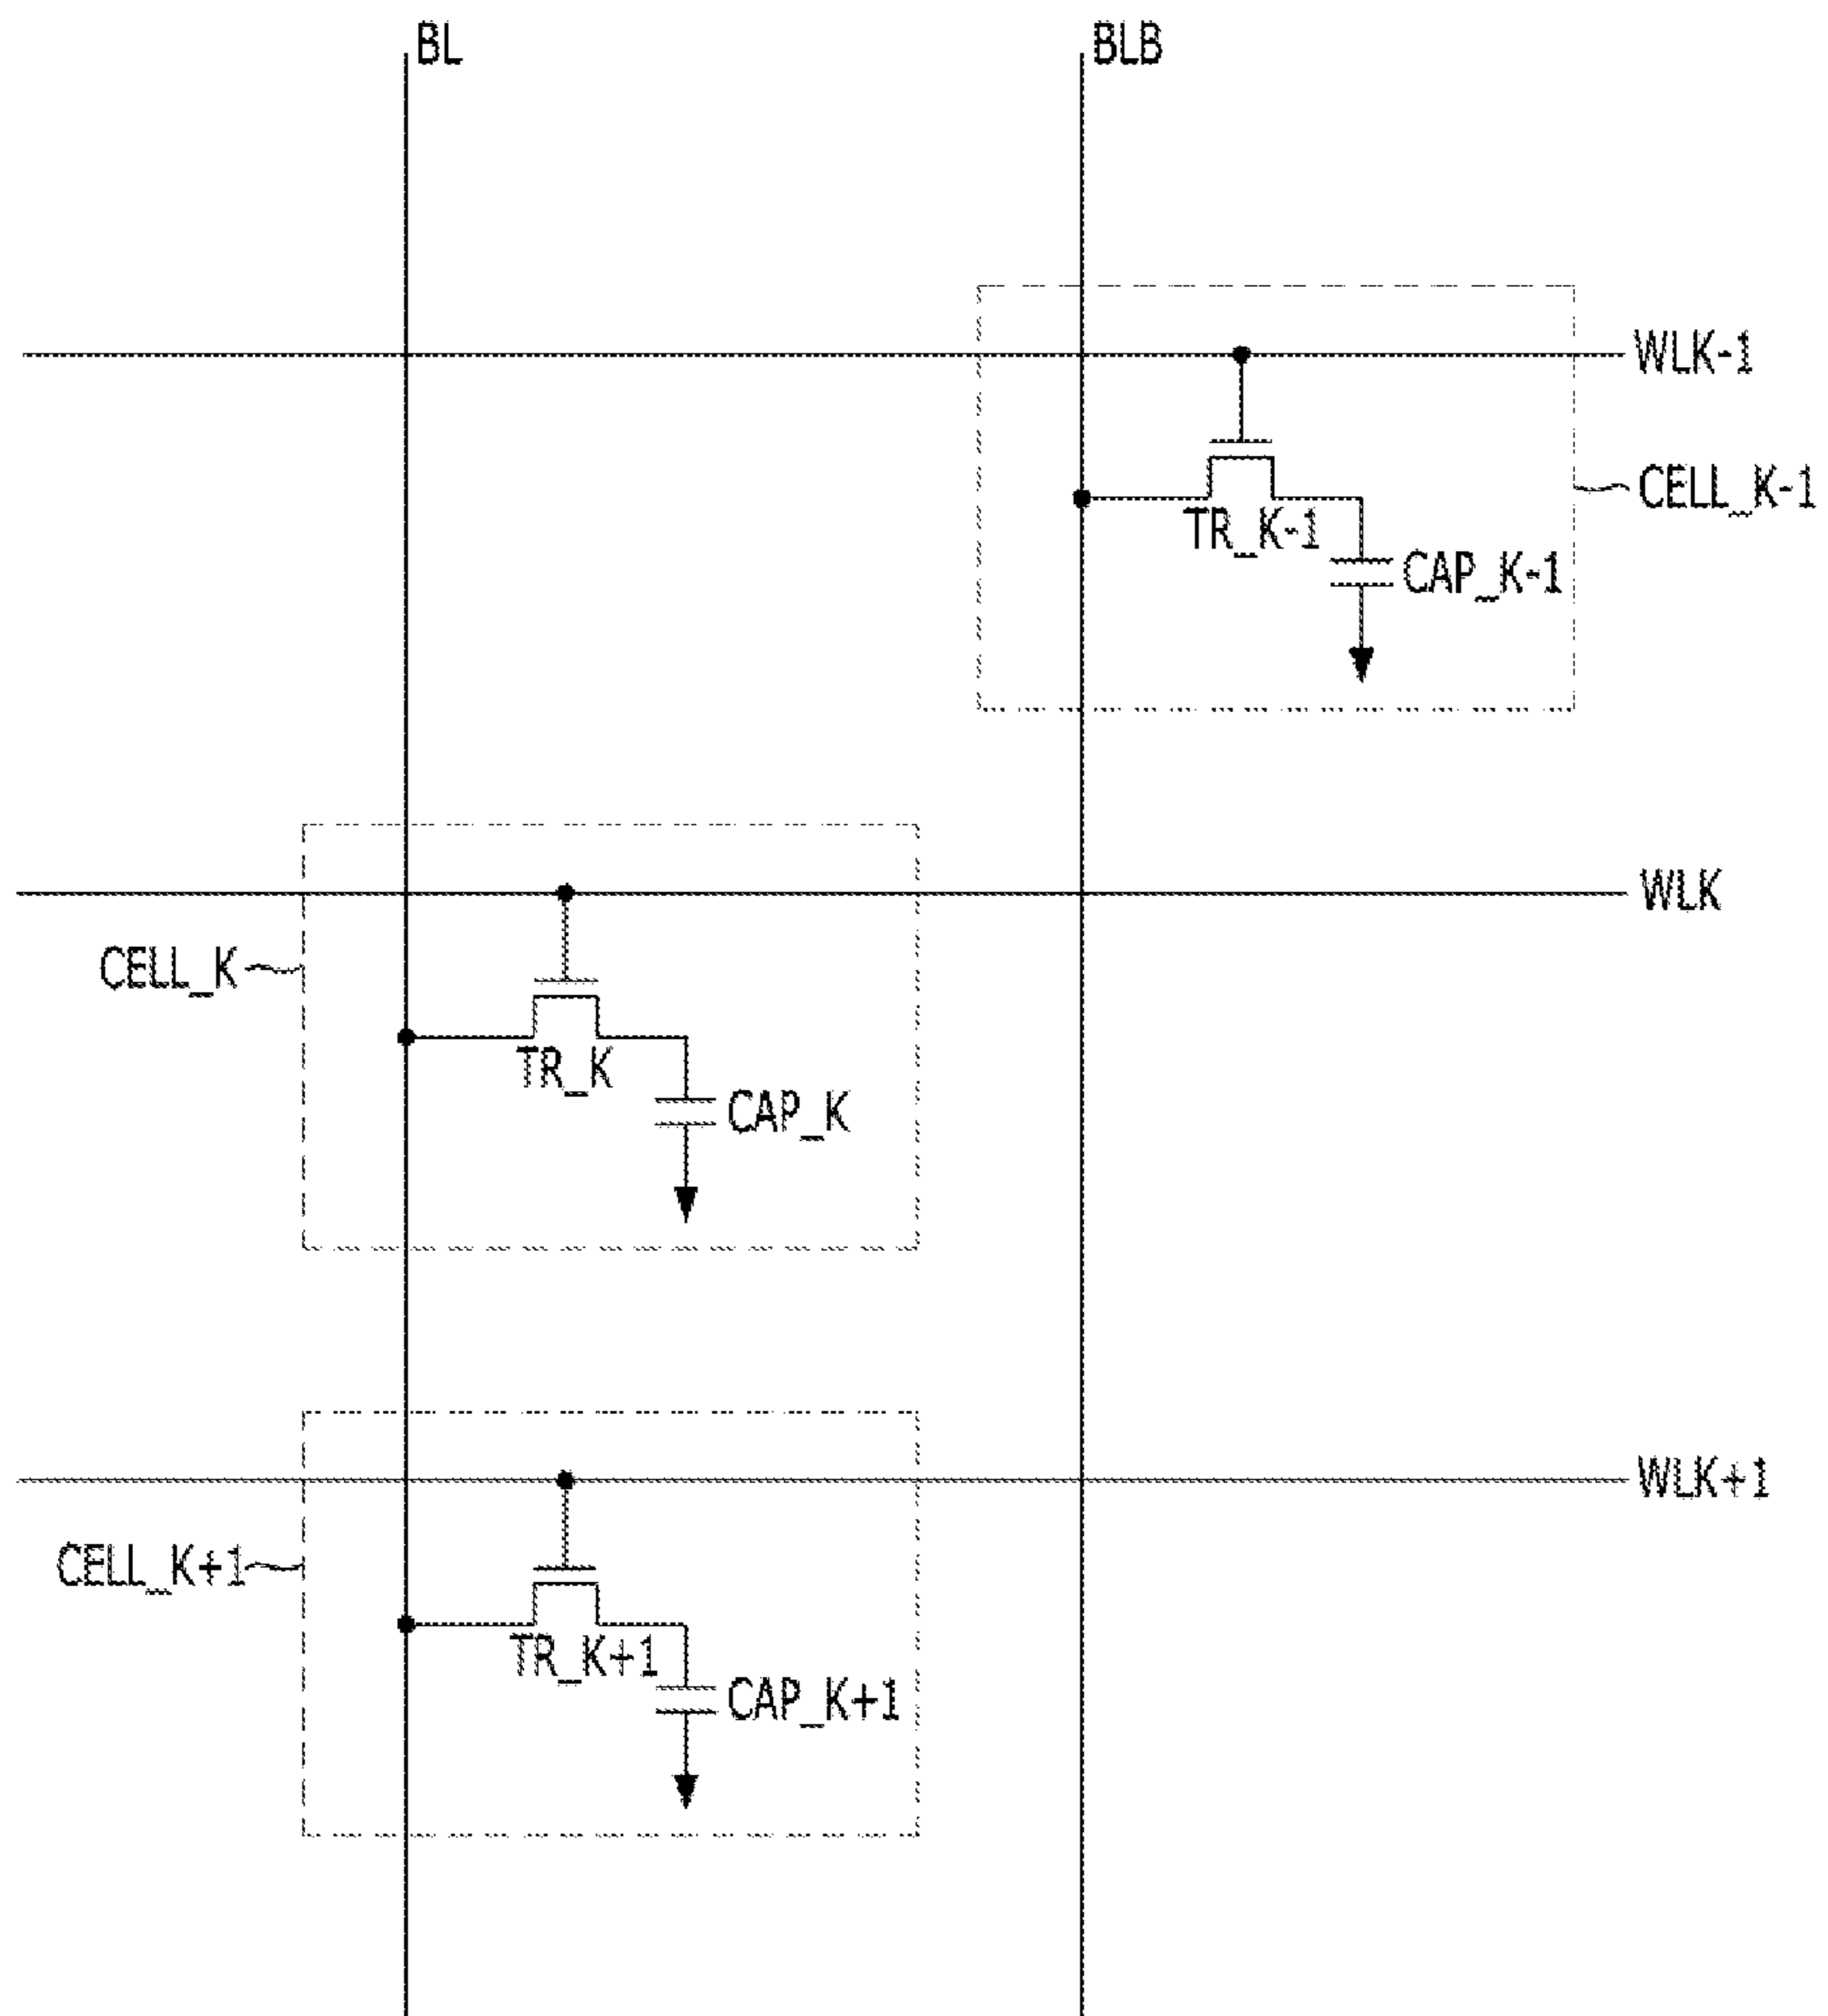 BL
BLB
WLK-1
CELL_K-1
TR_K-1
CAP_K-1
WLK
CELL_K
TR_K
CAP_K
WLK+1
CELL_K+1
TR_K+1
CAP_K+1